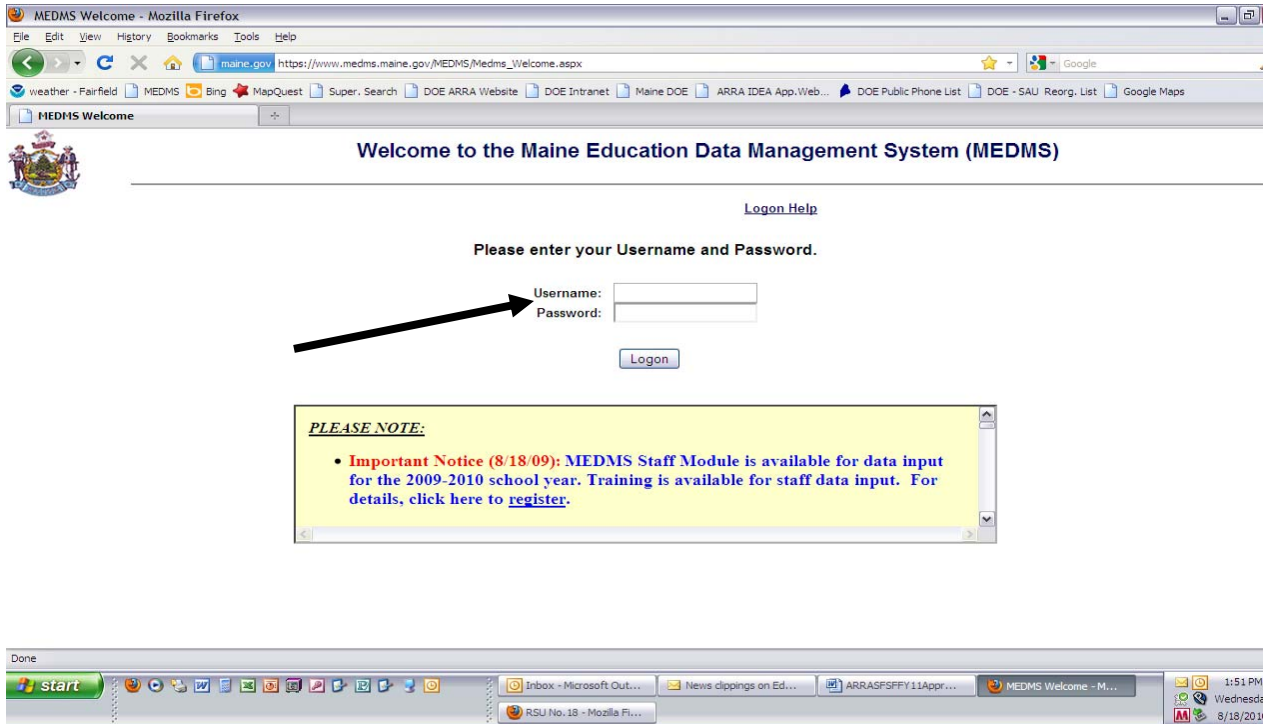 MEDMS Welcome - Mozilla Firefox
File Edit View History Bookmarks Tools Help
maine.gov https://www.medms.maine.gov/MEDMS/Medms_Welcome.aspx Google
weather - Fairfield MEDMS Bing MapQuest Super. Search DOE ARRA Website DOE Intranet Maine DOE ARRA IDEA App.Web... DOE Public Phone List DOE - SAU Reorg. List Google Maps
MEDMS Welcome
Welcome to the Maine Education Data Management System (MEDMS)
Logon Help
Please enter your Username and Password.
Username:
Password:
Logon
PLEASE NOTE:
• Important Notice (8/18/09): MEDMS Staff Module is available for data input
for the 2009-2010 school year. Training is available for staff data input. For
details, click here to register.
Done
start Inbox - Microsoft Out... News clippings on Ed... ARRASFSFFY11Appr... MEDMS Welcome - M... 1:51 PM
Wednesda
RSU No. 18 - Mozilla Fi... 8/18/201